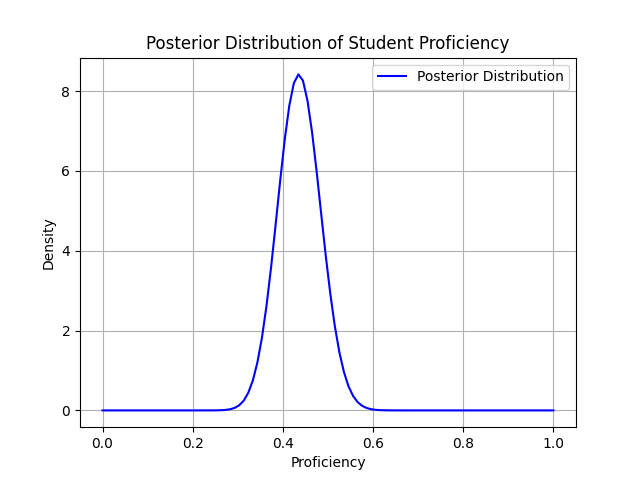 Posterior Distribution of Student Proficiency
Posterior Distribution
8
6
4
2
0
Density
0.0 0.2 0.4 0.6 0.8 1.0
Proficiency